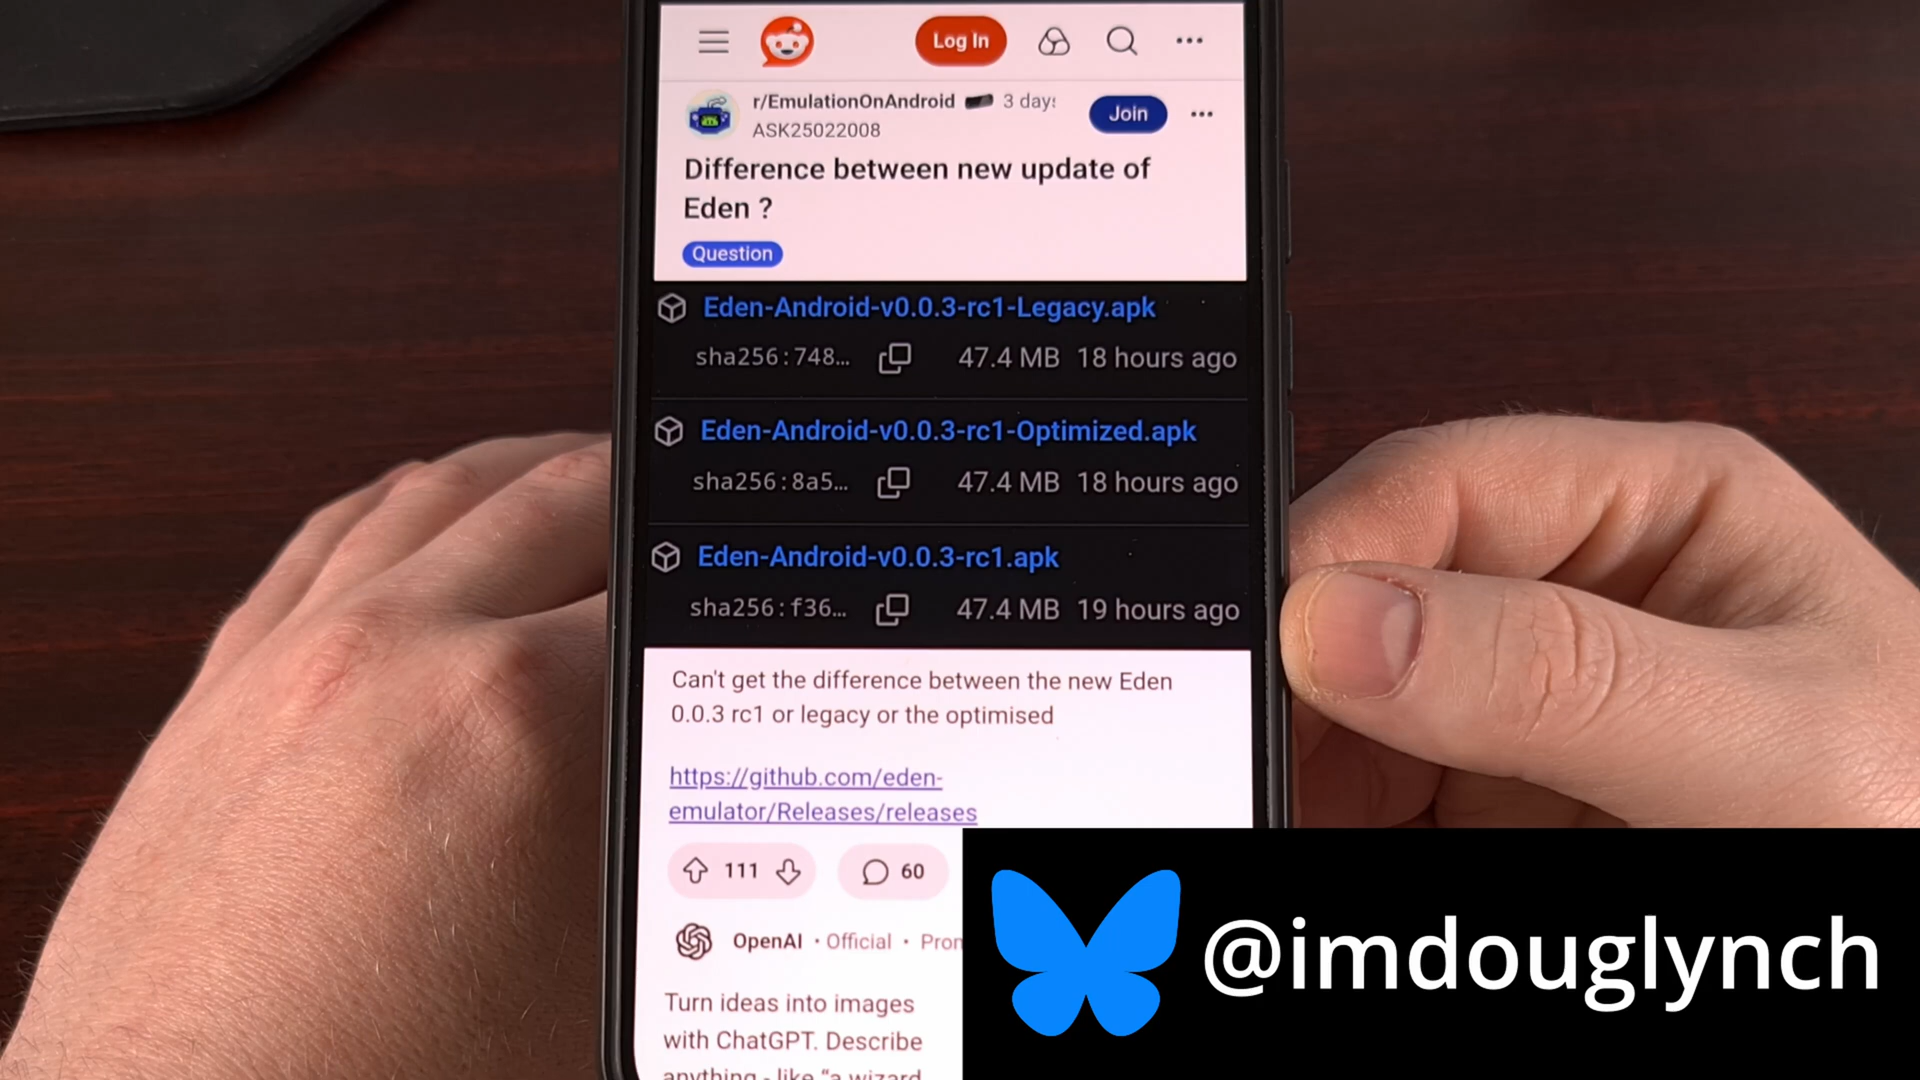 Log In
r/EmulationOnAndroid 3 days
ASK25022008
Join
Difference between new update of
Eden ?
Question
Eden-Android-v0.0.3-rc1-Legacy.apk
sha256:748... 47.4 MB 18 hours ago
Eden-Android-v0.0.3-rc1-Optimized.apk
sha256:8a5... 47.4 MB 18 hours ago
Eden-Android-v0.0.3-rc1.apk
sha256:f36... 47.4 MB 19 hours ago
Can't get the difference between the new Eden
0.0.3 rc1 or legacy or the optimised
https://github.com/eden-
emulator/Releases/releases
111 60
OpenAI • Official • Pron
Turn ideas into images
with ChatGPT. Describe
anything - like "a wizard
@imdouglynch